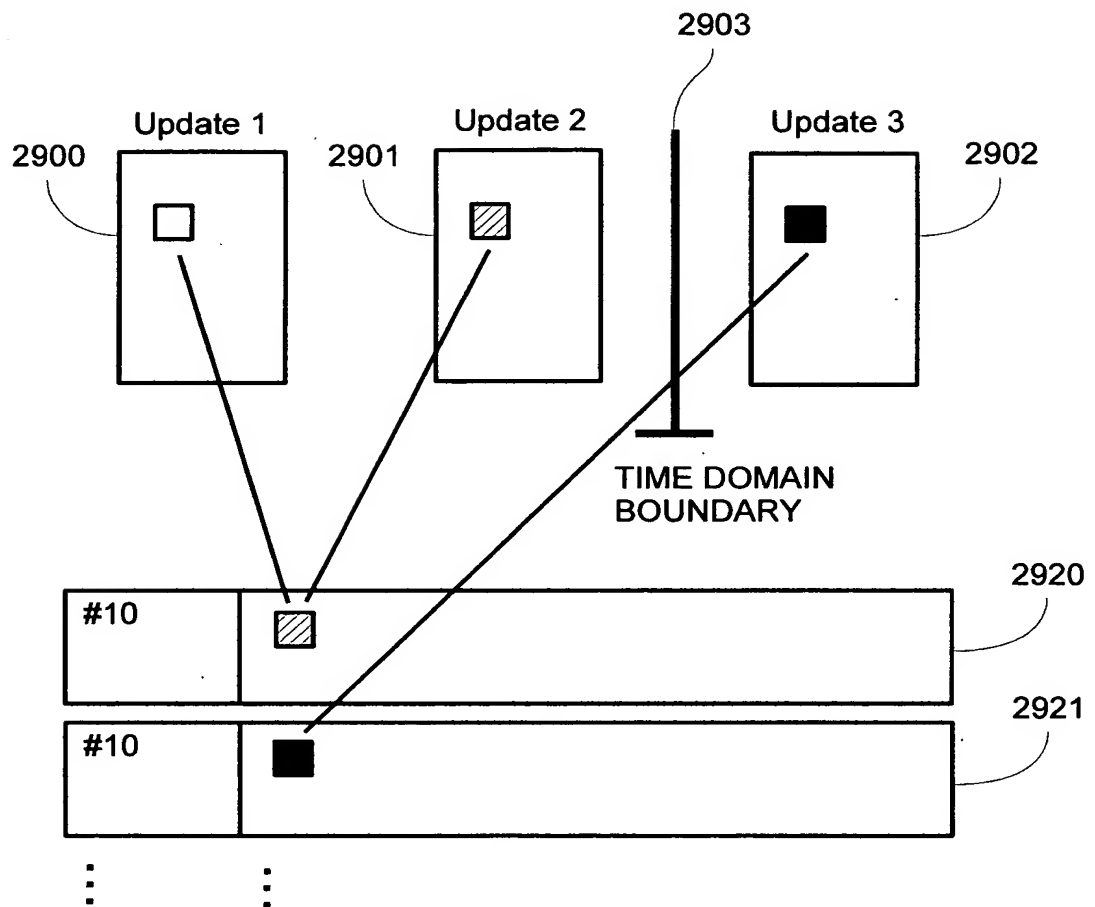 2903
Update 1
Update 2
Update 3
2900
2901
2902
TIME DOMAIN
BOUNDARY
#10
2920
#10
2921